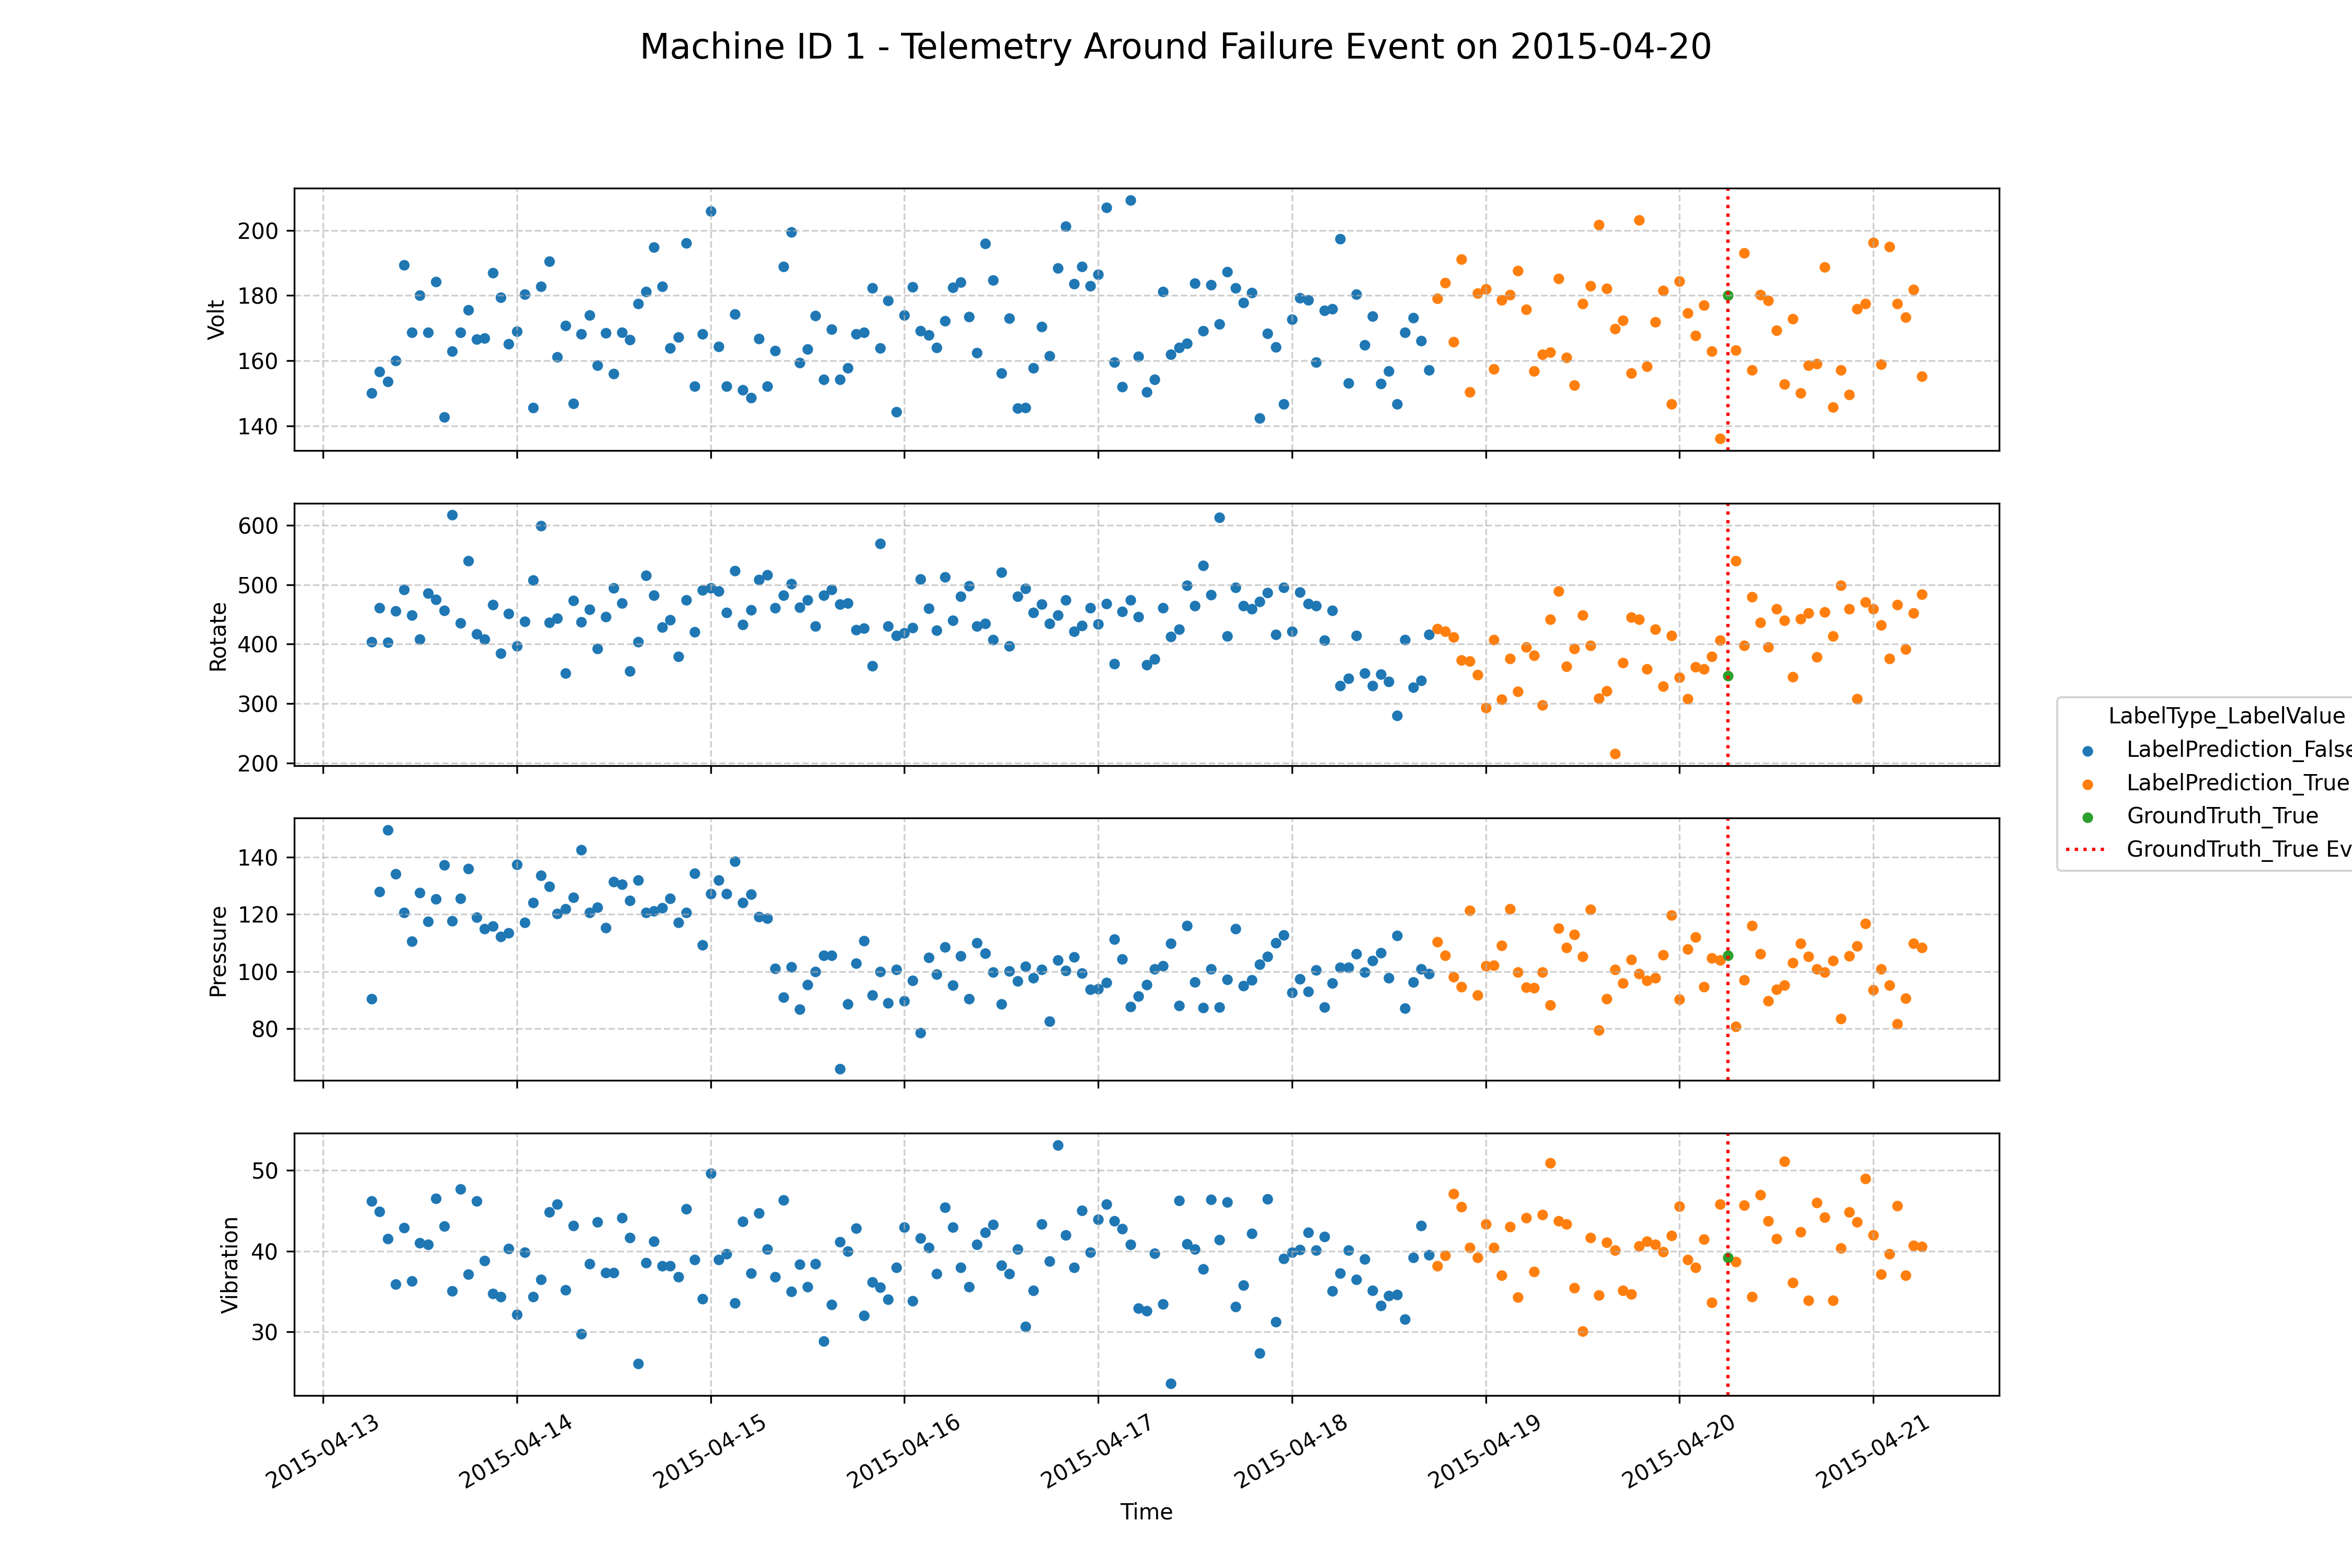 Machine ID 1 - Telemetry Around Failure Event on 2015-04-20
Volt
200
180
160
140
Rotate
600
500
400
300
200
Pressure
140
120
100
80
Vibration
50
40
30
2015-04-13
2015-04-14
2015-04-15
2015-04-16
2015-04-17
2015-04-18
2015-04-19
2015-04-20
2015-04-21
Time
LabelType_LabelValue
LabelPrediction_False
LabelPrediction_True
GroundTruth_True
GroundTruth_True Ev